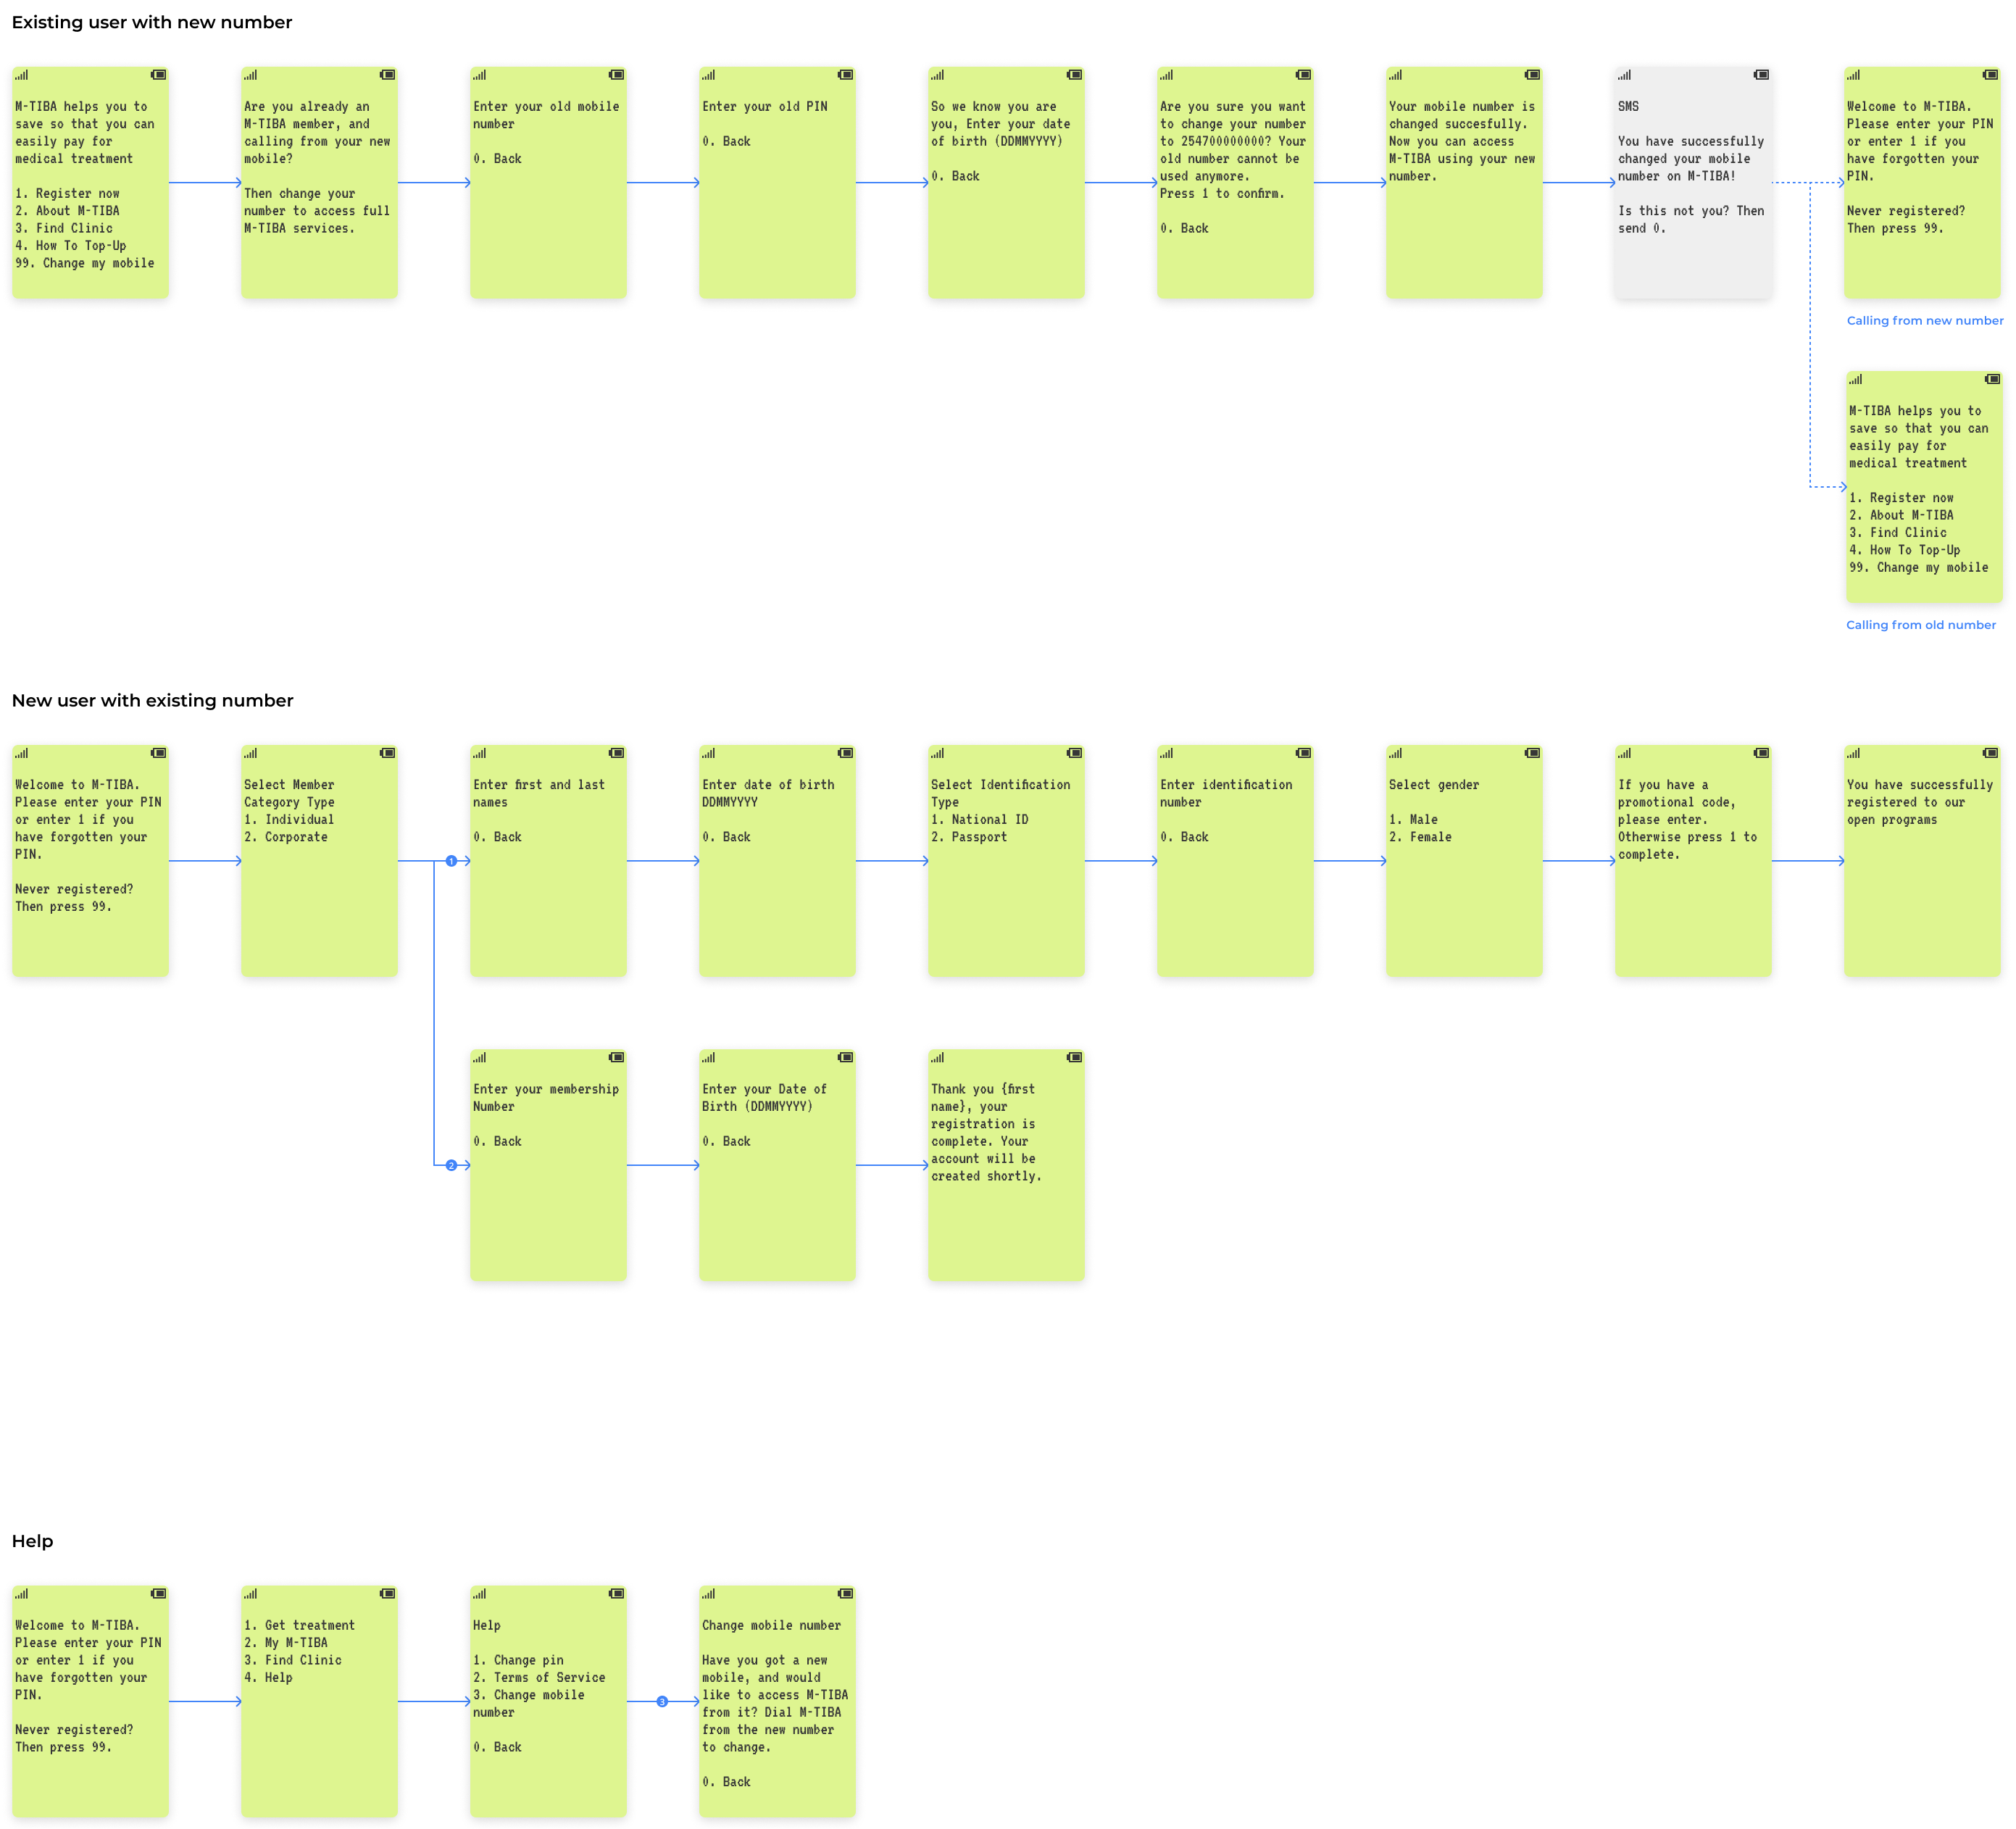 Existing user with new number
M-TIBA helps you to
save so that you can
easily pay for
medical treatment
1. Register now
2. About M-TIBA
3. Find Clinic
4. How To Top-Up
99. Change my mobile
Are you already an
M-TIBA member, and
calling from your new
mobile?
Then change your
number to access full
M-TIBA services.
Enter your old mobile
number
0. Back
Enter your old PIN
0. Back
So we know you are
you, Enter your date
of birth (DDMMYYYY)
0. Back
Are you sure you want
to change your number
to 254700000000? Your
old number cannot be
used anymore.
Press 1 to confirm.
0. Back
Your mobile number is
changed succesfully.
Now you can access
M-TIBA using your new
number.
SMS
You have successfully
changed your mobile
number on M-TIBA!
Is this not you? Then
send 0.
Welcome to M-TIBA.
Please enter your PIN
or enter 1 if you
have forgotten your
PIN.
Never registered?
Then press 99.
Calling from new number
M-TIBA helps you to
save so that you can
easily pay for
medical treatment
1. Register now
2. About M-TIBA
3. Find Clinic
4. How To Top-Up
99. Change my mobile
Calling from old number
New user with existing number
Welcome to M-TIBA.
Please enter your PIN
or enter 1 if you
have forgotten your
PIN.
Never registered?
Then press 99.
Select Member
Category Type
1. Individual
2. Corporate
1
Enter first and last
names
0. Back
Enter date of birth
DDMMYYYY
0. Back
Select Identification
Type
1. National ID
2. Passport
Enter identification
number
0. Back
Select gender
1. Male
2. Female
If you have a
promotional code,
please enter.
Otherwise press 1 to
complete.
You have successfully
registered to our
open programs
2
Enter your membership
Number
0. Back
Enter your Date of
Birth (DDMMYYYY)
0. Back
Thank you {first
name}, your
registration is
complete. Your
account will be
created shortly.
Help
Welcome to M-TIBA.
Please enter your PIN
or enter 1 if you
have forgotten your
PIN.
Never registered?
Then press 99.
1. Get treatment
2. My M-TIBA
3. Find Clinic
4. Help
Help
1. Change pin
2. Terms of Service
3. Change mobile
number
0. Back
3
Change mobile number
Have you got a new
mobile, and would
like to access M-TIBA
from it? Dial M-TIBA
from the new number
to change.
0. Back